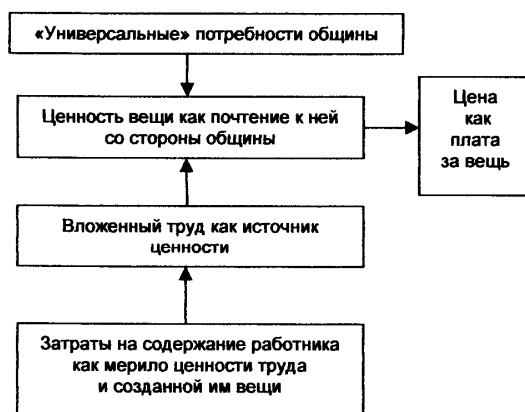 «Универсальные» потребности общины
Ценность вещи как почтение к ней
со стороны общины
Цена
как
плата
за вещь
Вложенный труд как источник
ценности
Затраты на содержание работника
как мерило ценности труда
и созданной им вещи